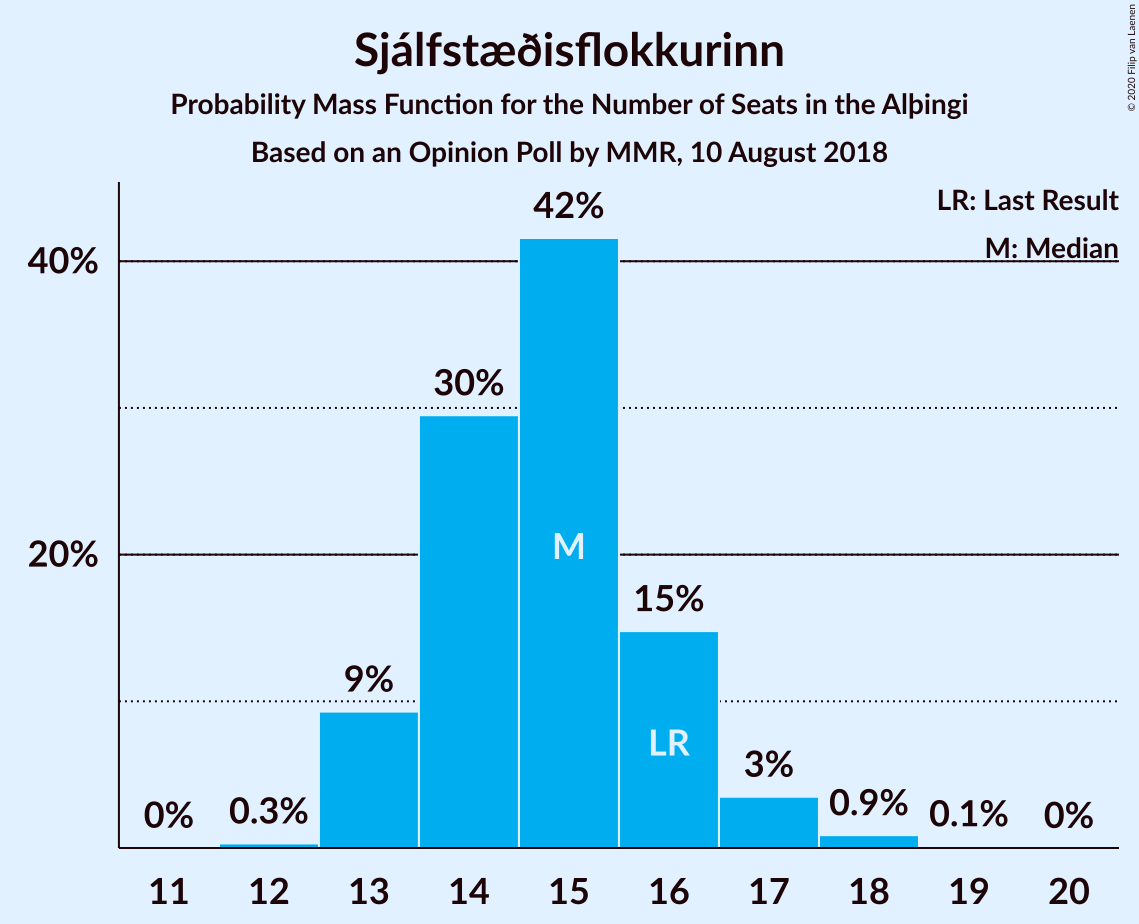 Sjálfstæðisflokkurinn
Probability Mass Function for the Number of Seats in the Alþingi
Based on an Opinion Poll by MMR, 10 August 2018
© 2020 Filip van Laenen
LR: Last Result
M: Median
40%
20%
0%
0.3%
9%
30%
42%
15%
3%
0.9%
0.1%
0%
M
LR
11 12 13 14 15 16 17 18 19 20